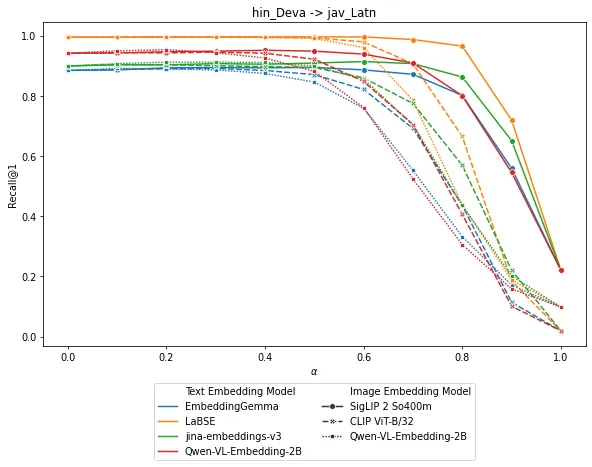 hin_Deva -> jav_Latn
Recall@1
1.0
0.8
0.6
0.4
0.2
0.0
0.0 0.2 0.4 0.6 0.8 1.0
α
Text Embedding Model
EmbeddingGemma
LaBSE
jina-embeddings-v3
Qwen-VL-Embedding-2B
Image Embedding Model
SigLIP 2 So400m
CLIP ViT-B/32
Qwen-VL-Embedding-2B